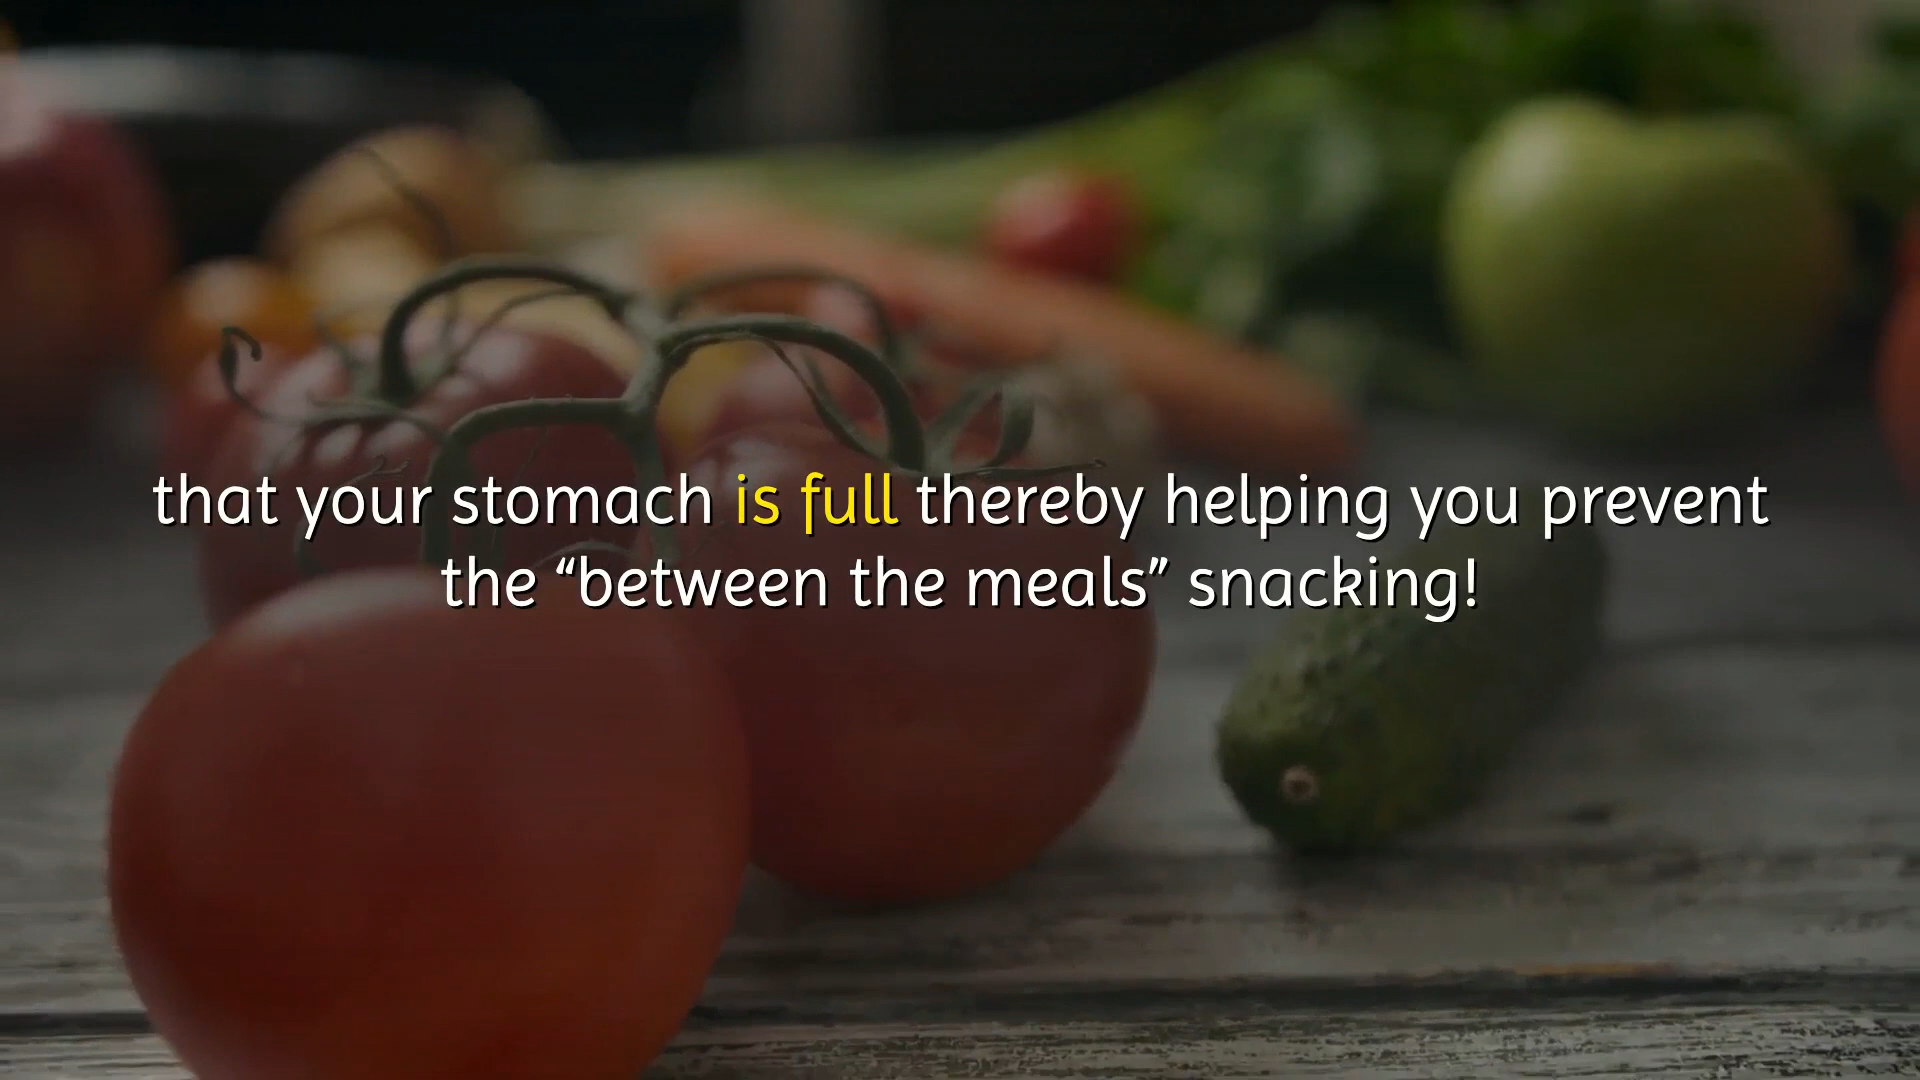 that your stomach is full thereby helping you prevent
the “between the meals” snacking!